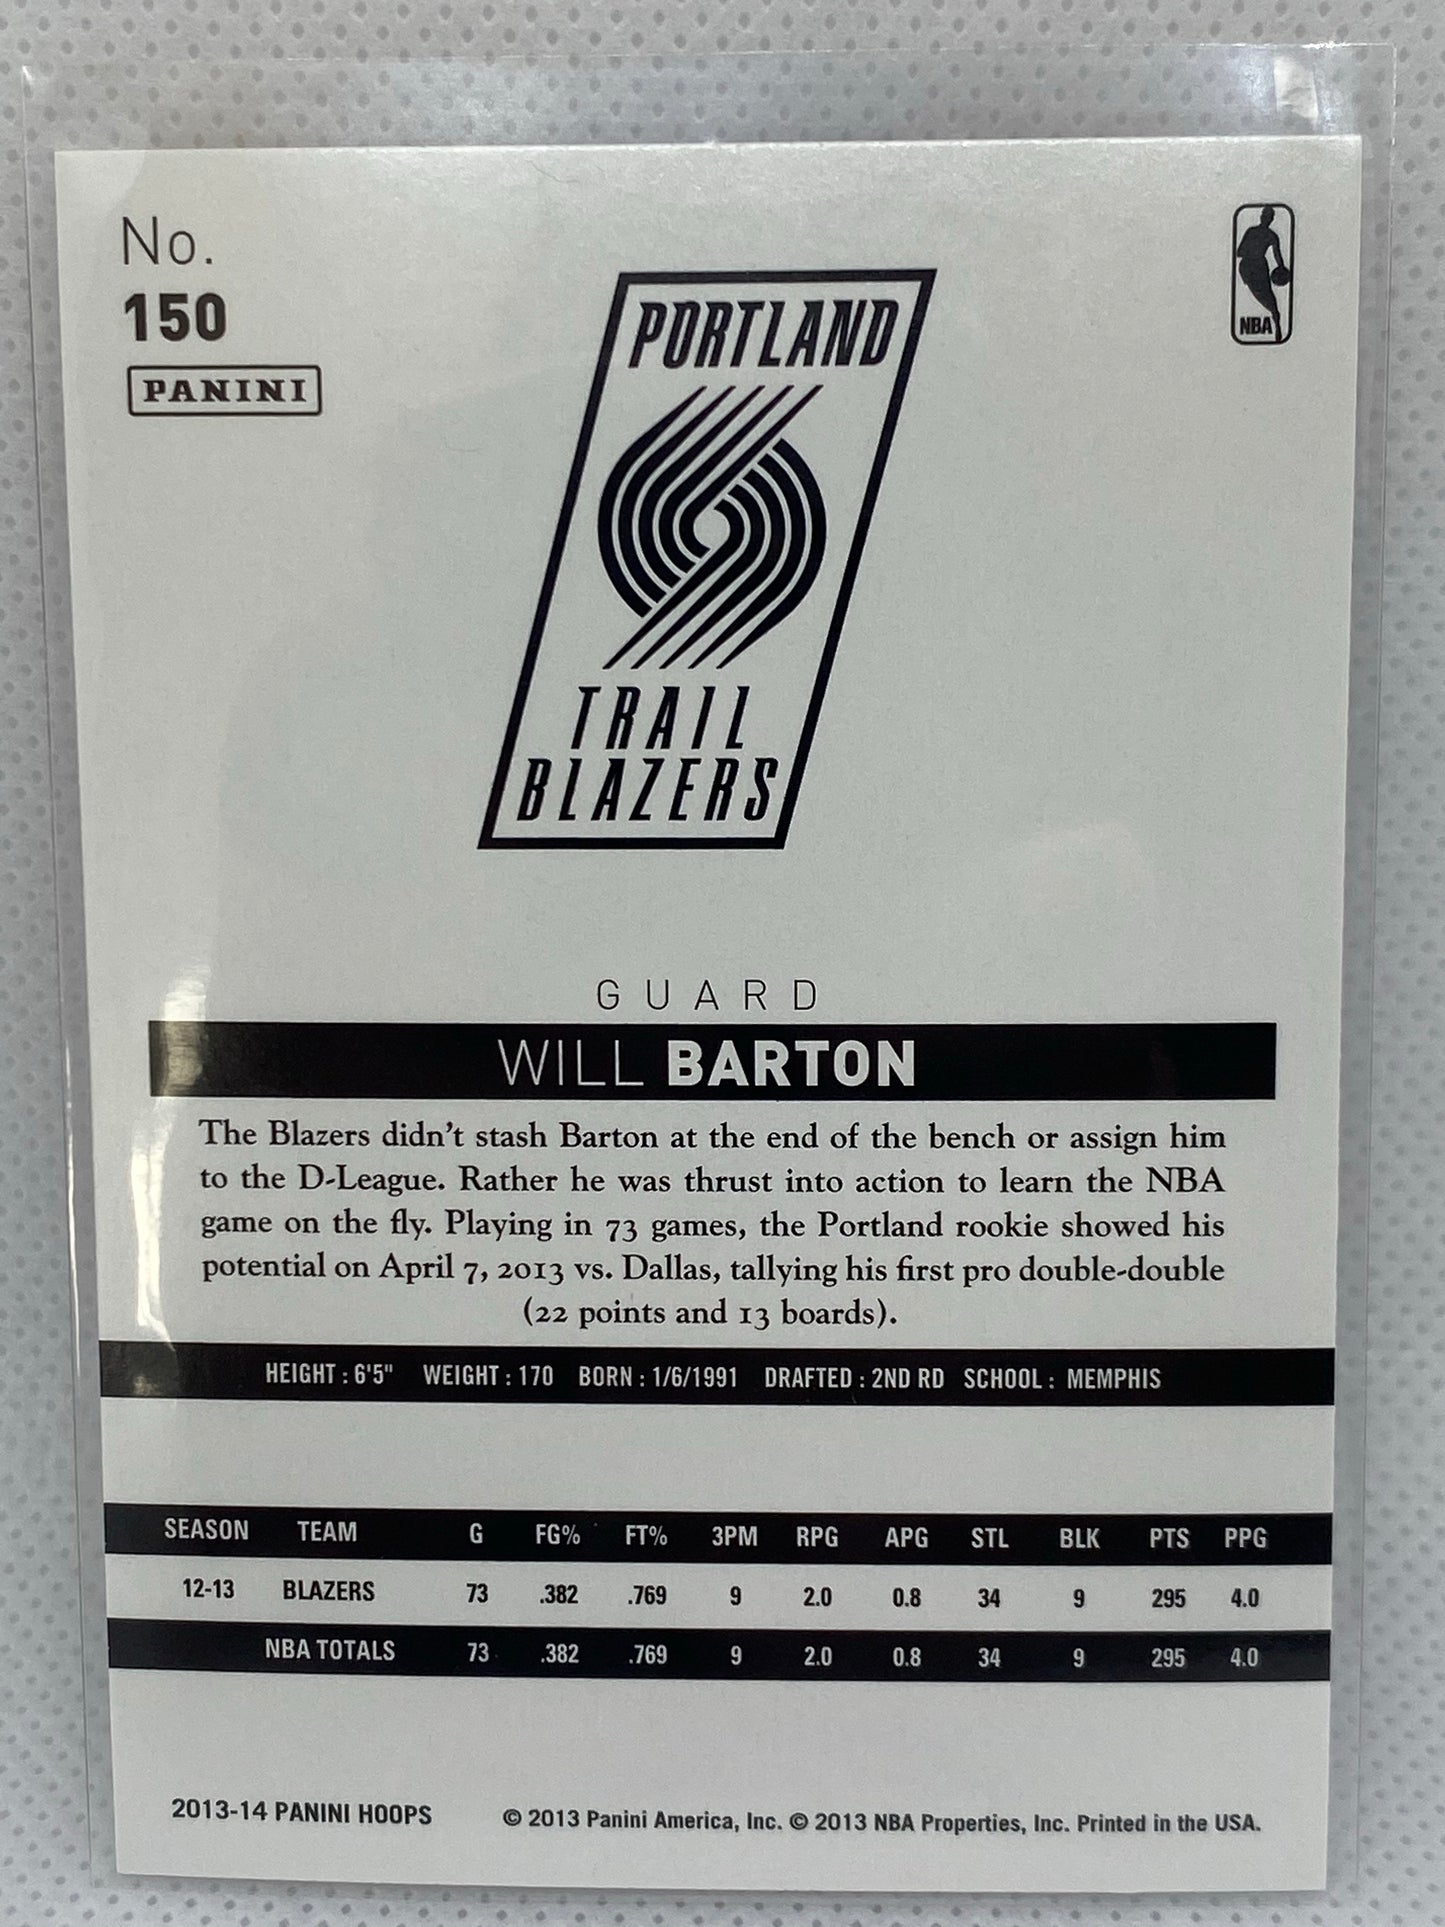 No.
150
PANINI
NBA
PORTLAND
TRAIL
BLAZERS
GUARD
WILL BARTON
The Blazers didn't stash Barton at the end of the bench or assign him
to the D-League. Rather he was thrust into action to learn the NBA
game on the fly. Playing in 73 games, the Portland rookie showed his
potential on April 7, 2013 vs. Dallas, tallying his first pro double-double
(22 points and 13 boards).
HEIGHT : 6'5" WEIGHT : 170 BORN : 1/6/1991 DRAFTED : 2ND RD SCHOOL : MEMPHIS
SEASON TEAM G FG% FT% 3PM RPG APG STL BLK PTS PPG
12-13 BLAZERS 73 .382 .769 9 2.0 0.8 34 9 295 4.0
NBA TOTALS 73 .382 .769 9 2.0 0.8 34 9 295 4.0
2013-14 PANINI HOOPS © 2013 Panini America, Inc. © 2013 NBA Properties, Inc. Printed in the USA.